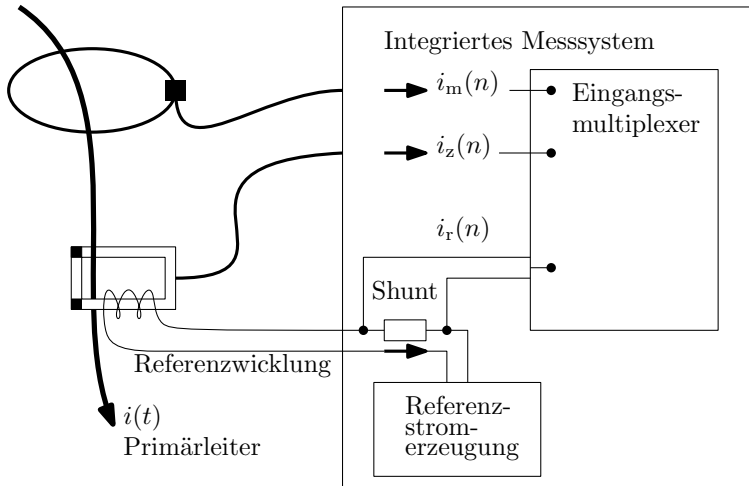 Integriertes Messsystem
i_m(n)
Eingangs-
multiplexer
i_z(n)
i_r(n)
Shunt
Referenzwicklung
Referenz-
strom-
erzeugung
i(t)
Primärleiter